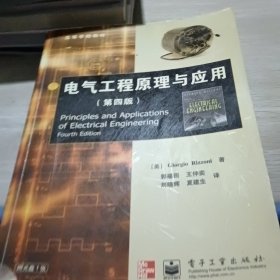 电气工程原理与应用
(第四版)
Principles and Applications
of Electrical Engineering
Fourth Edition
ELECTRICAL
ENGINEERING
[美] Giorgio Rizzoni 著
郭福田 王仲奕
刘晓晖 夏建生 译
电子工业出版社
Publishing House of Electronics Industry